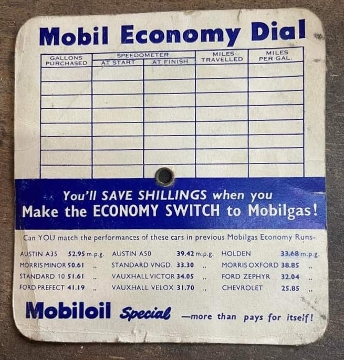 Mobil Economy Dial
GALLONS PURCHASED SPEEDOMETER AT START AT FINISH MILES TRAVELLED MILES PER GAL.
You'll SAVE SHILLINGS when you
Make the ECONOMY SWITCH to Mobilgas!
Can YOU match the performances of these cars in previous Mobilgas Economy Runs-
AUSTIN A35 52.95 m.p.g. AUSTIN A50 39.42 m.p.g. HOLDEN 33.68 m.p.g.
MORRIS MINOR 50.61 " STANDARD VNGD. 33.30 " MORRIS OXFORD 38.85 "
STANDARD 10 51.61 " VAUXHALL VICTOR 34.05 " FORD ZEPHYR 32.04 "
FORD PREFECT 41.19 " VAUXHALL VELOX 31.70 " CHEVROLET 25.85 "
Mobiloil Special —more than pays for itself!